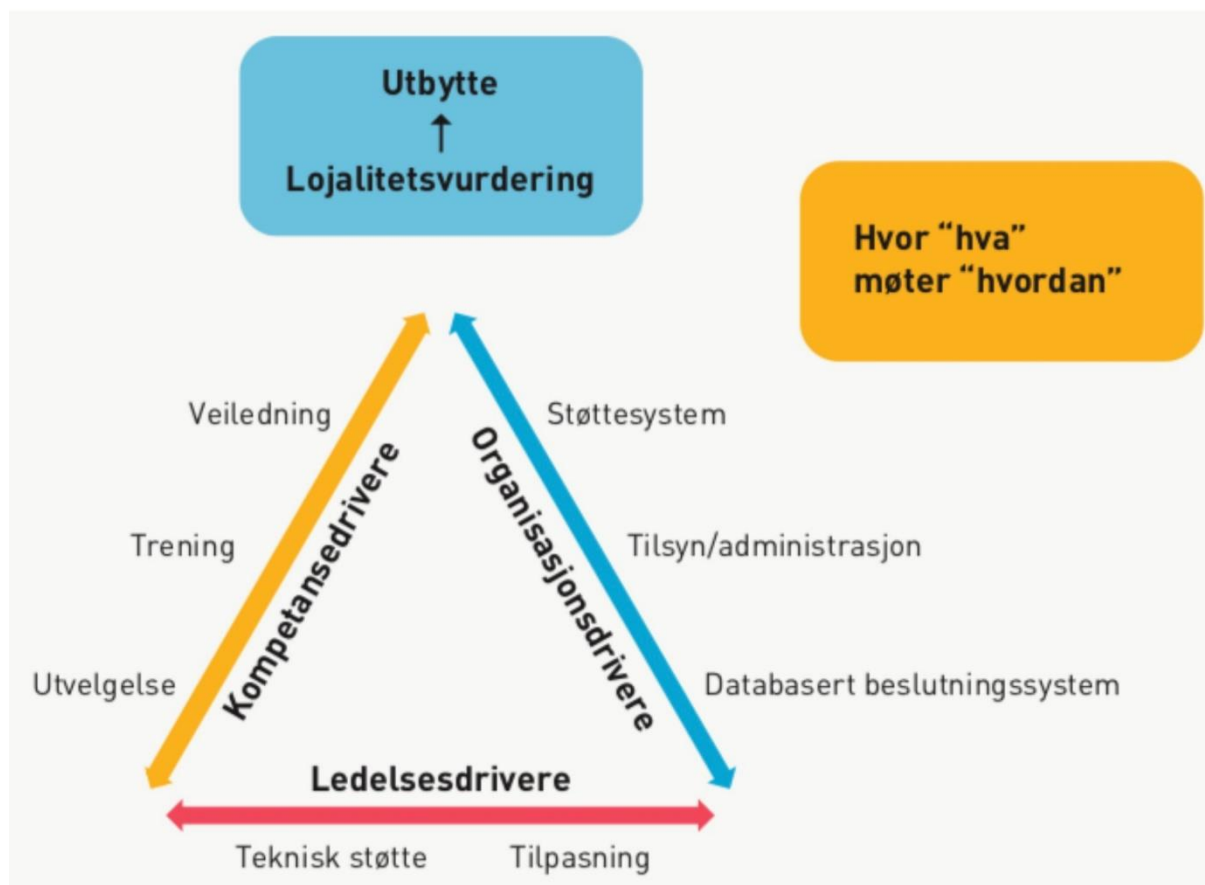 Utbytte
↑
Lojalitetsvurdering
Hvor “hva”
møter “hvordan”
Veiledning
Støttesystem
Trening
Tilsyn/administrasjon
Utvelgelse
Databasert beslutningssystem
Kompetansedrivere
Organisasjonsdrivere
Ledelsesdrivere
Teknisk støtte
Tilpasning